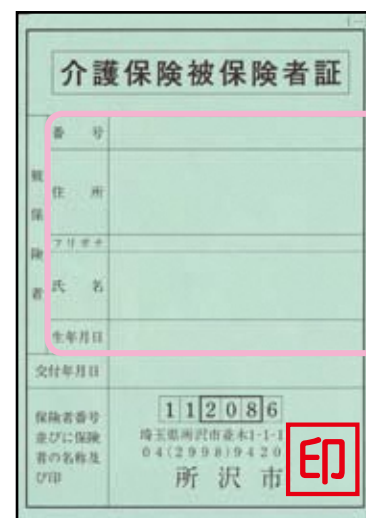 (一
介護保険被保険者証
被保険者
番号
住所
フリガナ
氏名
生年月日
交付年月日
保険者番号
並びに保険
者の名称及
び印
112086
埼玉県所沢市並木1-1-1
04(2998)9420
所沢市
印